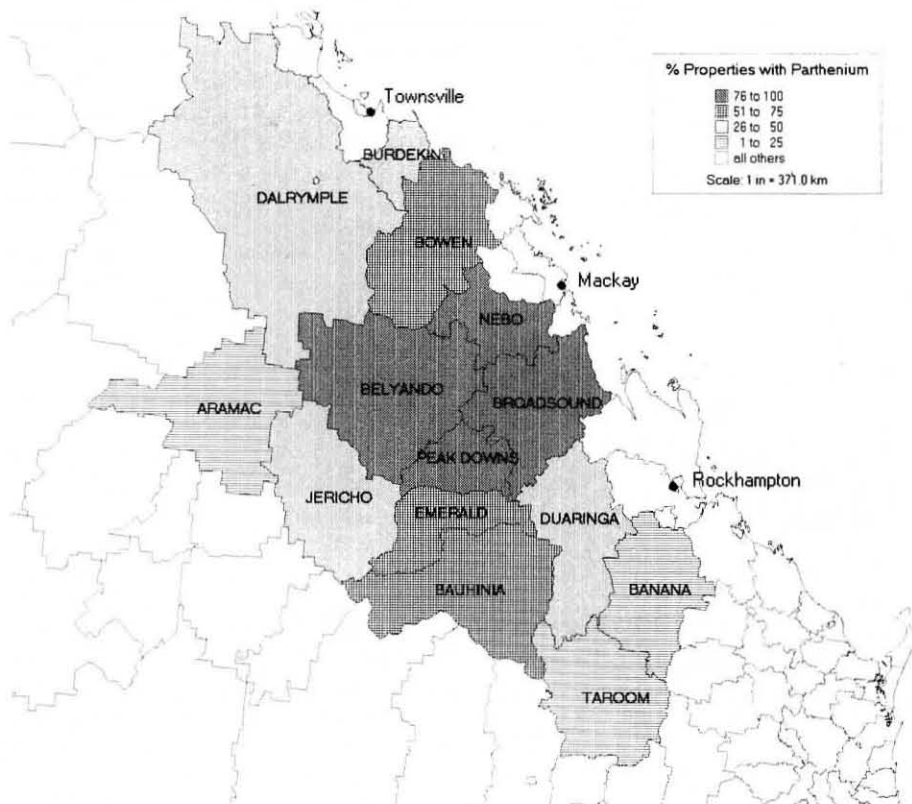 % Properties with Parthenium
76 to 100
51 to 75
26 to 50
1 to 25
all others
Scale: 1 in = 371.0 km
Townsville
BURDEKIN
DALRYMPLE
BOWEN
Mackay
NEBO
BELYANDO
BROADSOUND
ARAMAC
PEAK DOWNS
Rockhampton
JERICHO
EMERALD
DUARINGA
BAUHINIA
BANANA
TAROOM